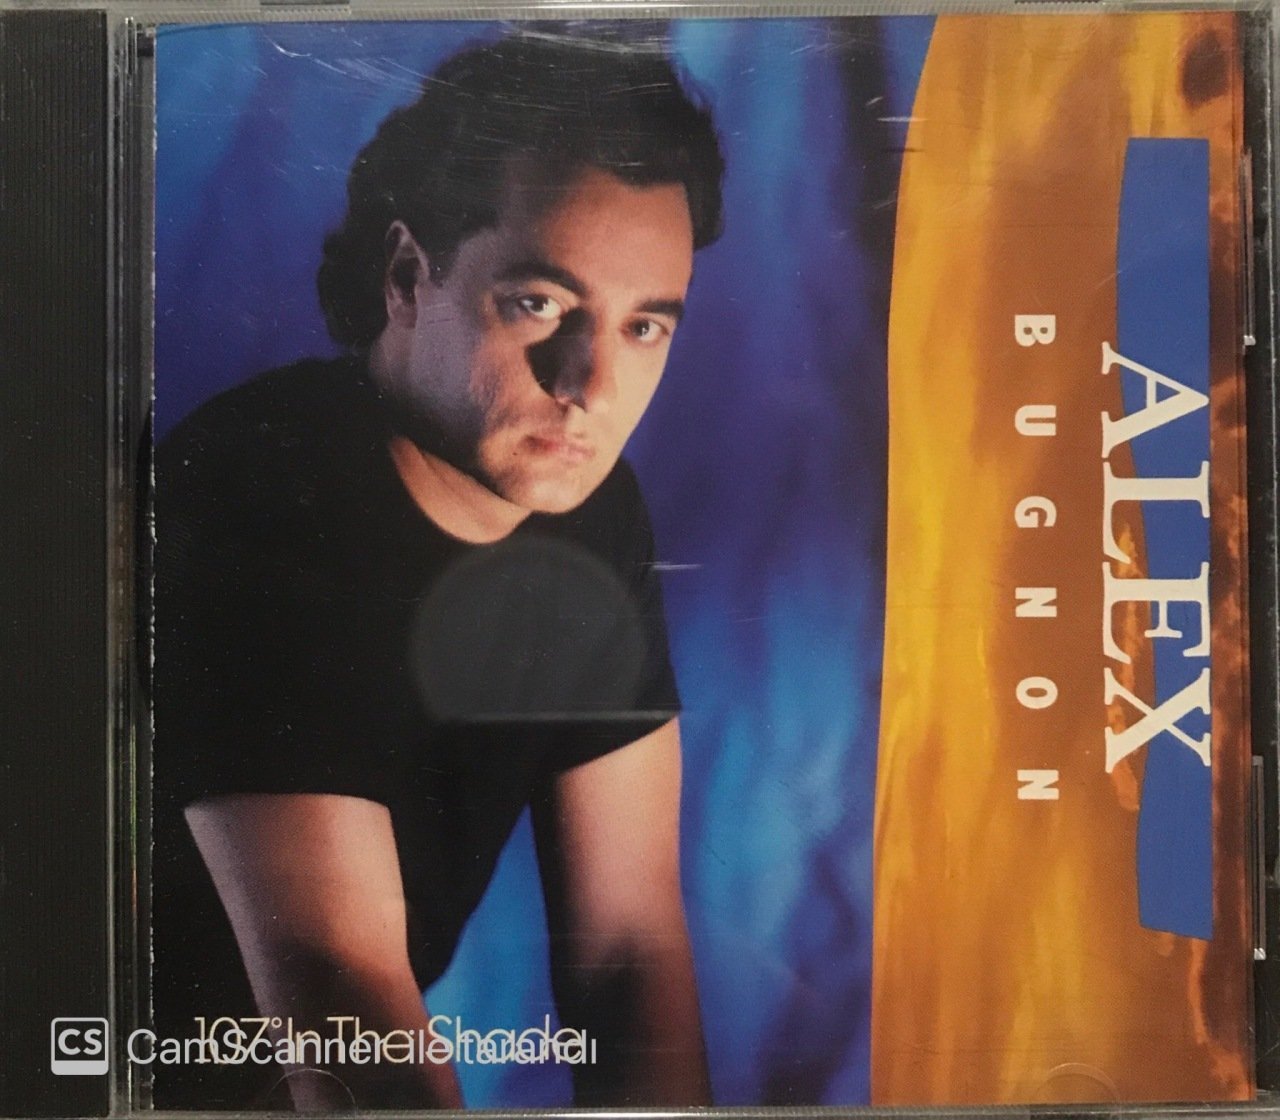 ALEX
BUGNON
107° In The Shade
CS CamScanner ile tarandı